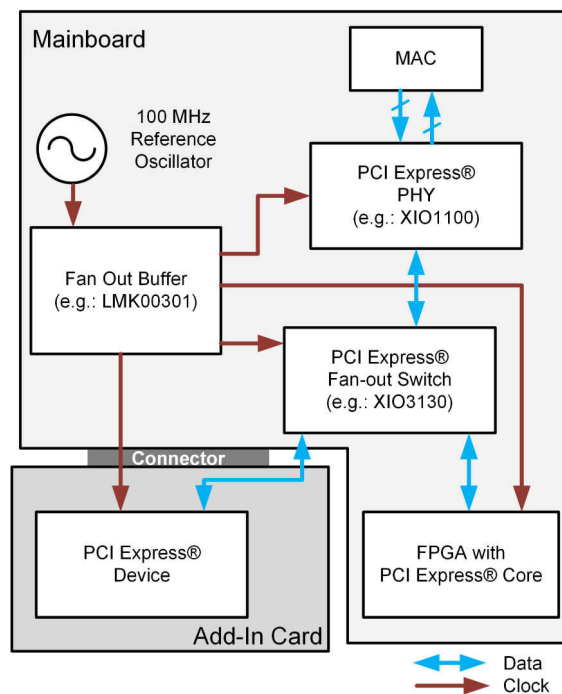 Mainboard
MAC
100 MHz
Reference
Oscillator
PCI Express®
PHY
(e.g.: XIO1100)
Fan Out Buffer
(e.g.: LMK00301)
PCI Express®
Fan-out Switch
(e.g.: XIO3130)
Connector
PCI Express®
Device
FPGA with
PCI Express® Core
Add-In Card
Data
Clock